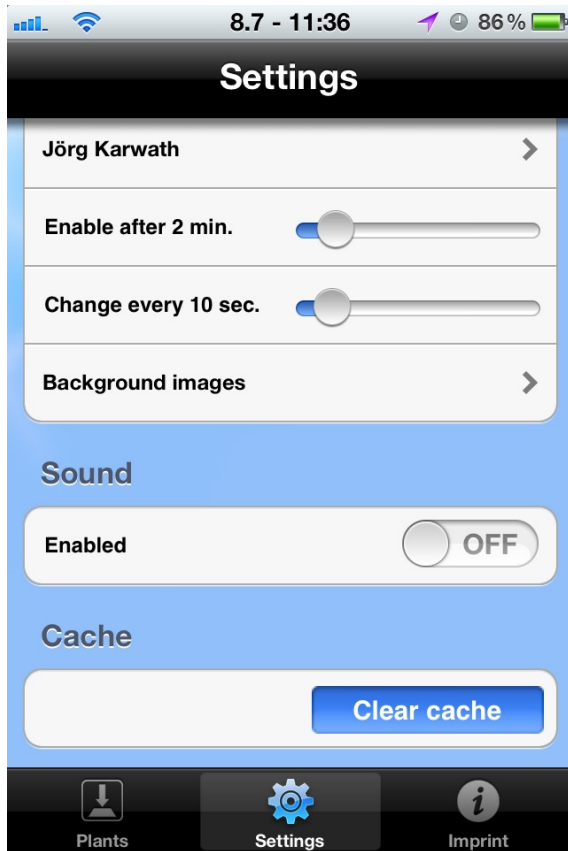 8.7 - 11:36 86%
Settings
Jörg Karwath
Enable after 2 min.
Change every 10 sec.
Background images
Sound
Enabled OFF
Cache
Clear cache
Plants Settings Imprint